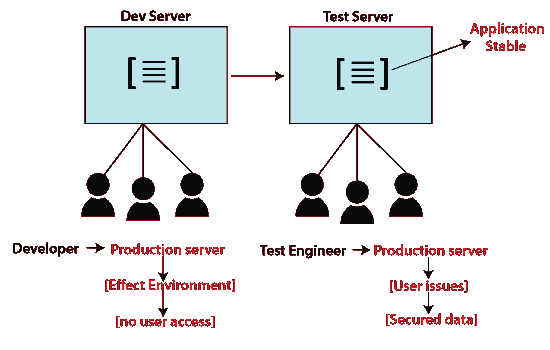 Dev Server
Test Server
Application
Stable
Developer → Production server
[Effect Environment]
[no user access]
Test Engineer → Production server
[User issues]
[Secured data]